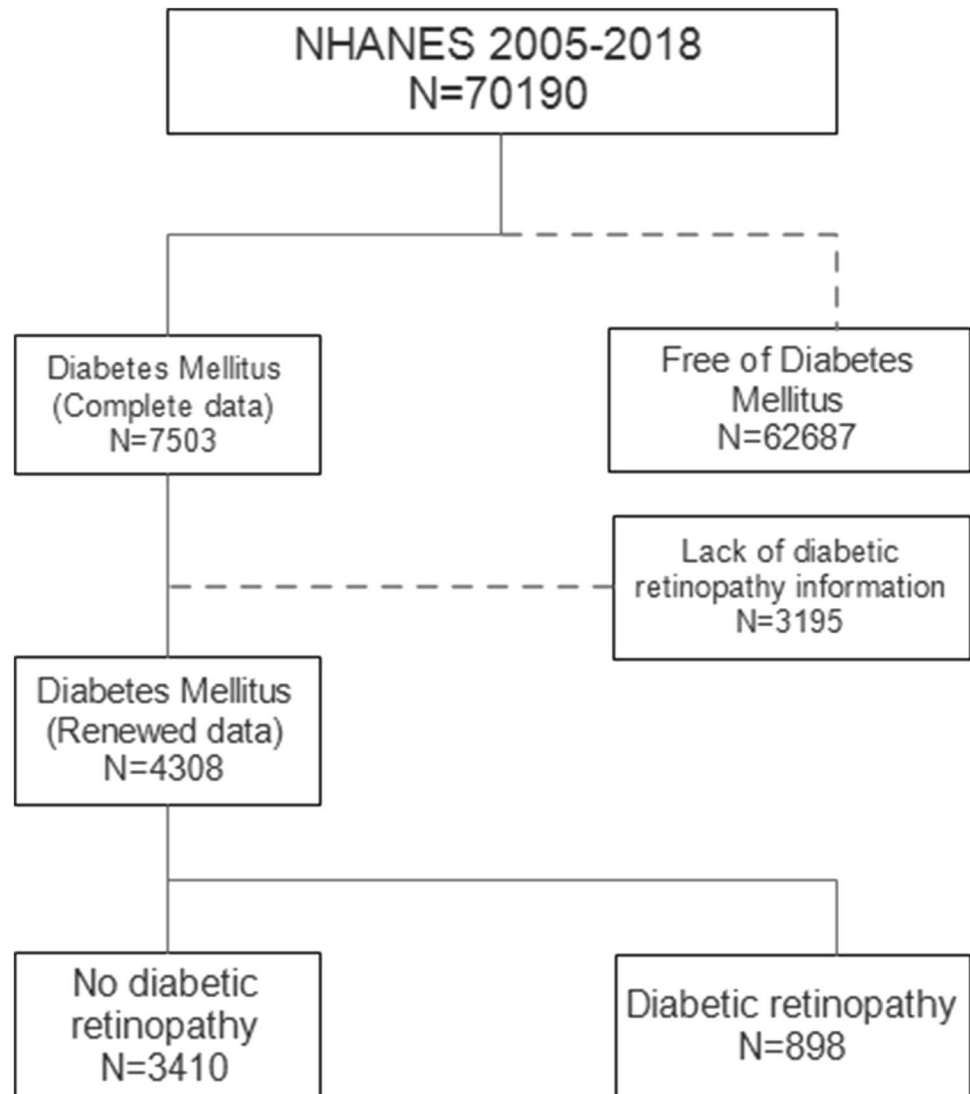 NHANES 2005-2018
N=70190
Diabetes Mellitus
(Complete data)
N=7503
Free of Diabetes
Mellitus
N=62687
Lack of diabetic
retinopathy information
N=3195
Diabetes Mellitus
(Renewed data)
N=4308
No diabetic
retinopathy
N=3410
Diabetic retinopathy
N=898